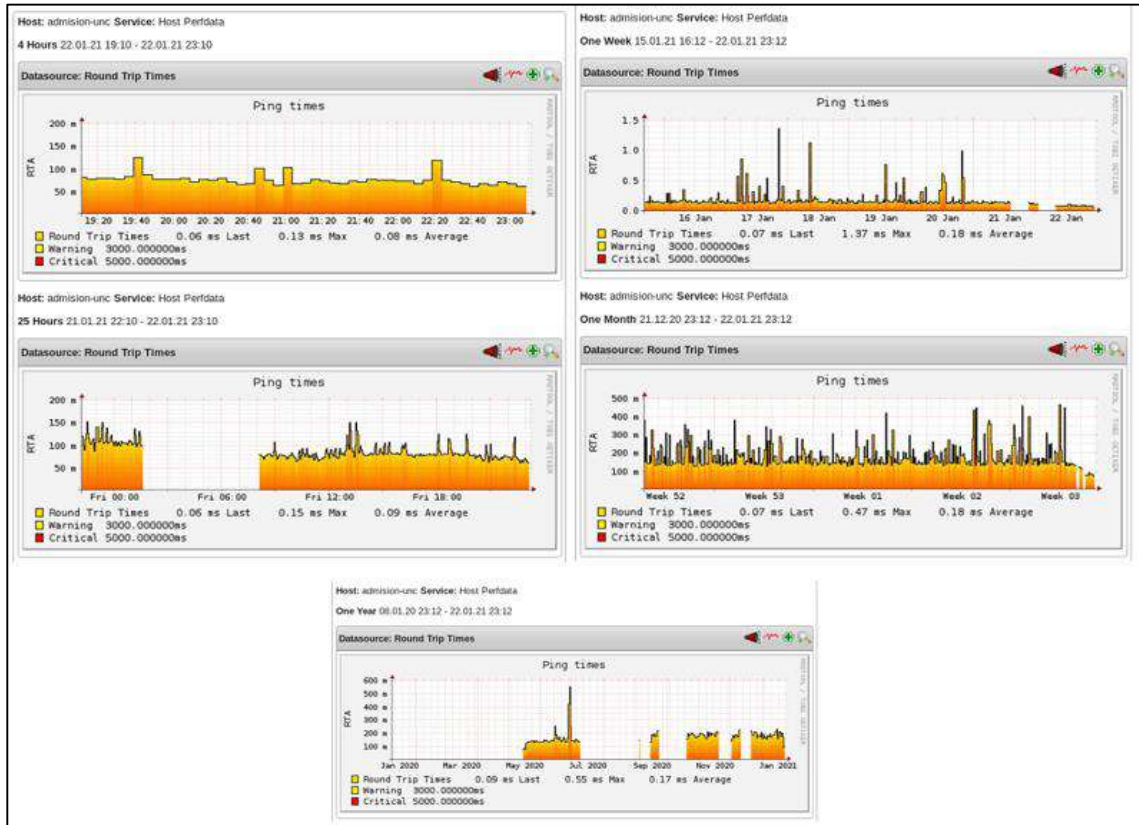 Host: admision-unc Service: Host Perfdata
4 Hours 22.01.21 19:10 - 22.01.21 23:10
Datasource: Round Trip Times
Ping times
RTA
200 m
150 m
100 m
50 m
19:20 19:40 20:00 20:20 20:40 21:00 21:20 21:40 22:00 22:20 22:40 23:00
Round Trip Times 0.06 ms Last 0.13 ms Max 0.08 ms Average
Warning 3000.000000ms
Critical 5000.000000ms
RRDTOOL / TOBI OETIKER
Host: admision-unc Service: Host Perfdata
One Week 15.01.21 16:12 - 22.01.21 23:12
Datasource: Round Trip Times
Ping times
RTA
1.5
1.0
0.5
0.0
16 Jan 17 Jan 18 Jan 19 Jan 20 Jan 21 Jan 22 Jan
Round Trip Times 0.07 ms Last 1.37 ms Max 0.18 ms Average
Warning 3000.000000ms
Critical 5000.000000ms
RRDTOOL / TOBI OETIKER
Host: admision-unc Service: Host Perfdata
25 Hours 21.01.21 22:10 - 22.01.21 23:10
Datasource: Round Trip Times
Ping times
RTA
200 m
150 m
100 m
50 m
Fri 00:00 Fri 06:00 Fri 12:00 Fri 18:00
Round Trip Times 0.06 ms Last 0.15 ms Max 0.09 ms Average
Warning 3000.000000ms
Critical 5000.000000ms
RRDTOOL / TOBI OETIKER
Host: admision-unc Service: Host Perfdata
One Month 21.12.20 23:12 - 22.01.21 23:12
Datasource: Round Trip Times
Ping times
RTA
500 m
400 m
300 m
200 m
100 m
Week 52 Week 53 Week 01 Week 02 Week 03
Round Trip Times 0.07 ms Last 0.47 ms Max 0.18 ms Average
Warning 3000.000000ms
Critical 5000.000000ms
RRDTOOL / TOBI OETIKER
Host: admision-unc Service: Host Perfdata
One Year 08.01.20 23:12 - 22.01.21 23:12
Datasource: Round Trip Times
Ping times
RTA
600 m
500 m
400 m
300 m
200 m
100 m
Jan 2020 Mar 2020 May 2020 Jul 2020 Sep 2020 Nov 2020 Jan 2021
Round Trip Times 0.09 ms Last 0.55 ms Max 0.17 ms Average
Warning 3000.000000ms
Critical 5000.000000ms
RRDTOOL / TOBI OETIKER